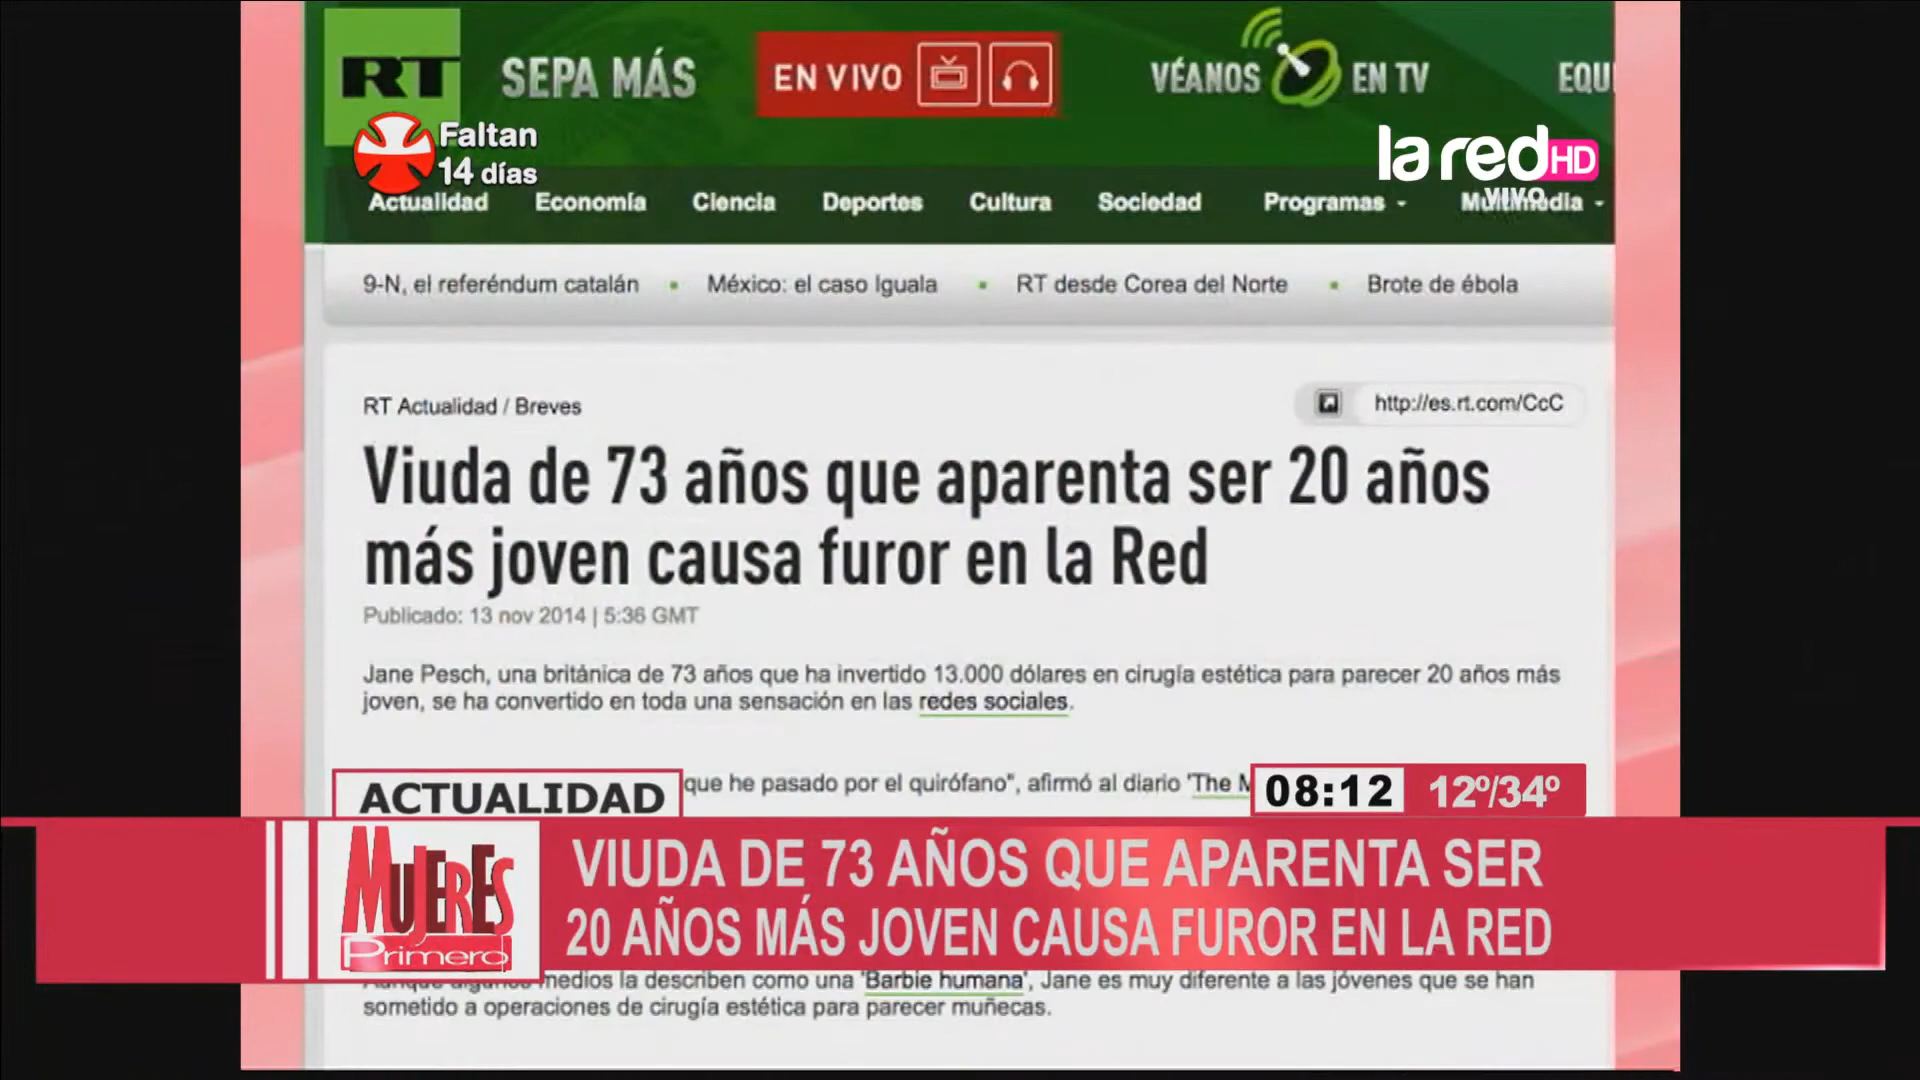 RT SEPA MÁS EN VIVO VÉANOS EN TV EQUI
Faltan
14 días
la red HD
VIVO
Actualidad Economía Ciencia Deportes Cultura Sociedad Programas Multimedia
9-N, el referéndum catalán • México: el caso Iguala • RT desde Corea del Norte • Brote de ébola
RT Actualidad / Breves
http://es.rt.com/CcC
Viuda de 73 años que aparenta ser 20 años
más joven causa furor en la Red
Publicado: 13 nov 2014 | 5:36 GMT
Jane Pesch, una británica de 73 años que ha invertido 13.000 dólares en cirugía estética para parecer 20 años más
joven, se ha convertido en toda una sensación en las redes sociales.
que he pasado por el quirófano", afirmó al diario 'The M
ACTUALIDAD
08:12 12º/34º
MUJERES
Primero
VIUDA DE 73 AÑOS QUE APARENTA SER
20 AÑOS MÁS JOVEN CAUSA FUROR EN LA RED
medios la describen como una 'Barbie humana', Jane es muy diferente a las jóvenes que se han
sometido a operaciones de cirugía estética para parecer muñecas.